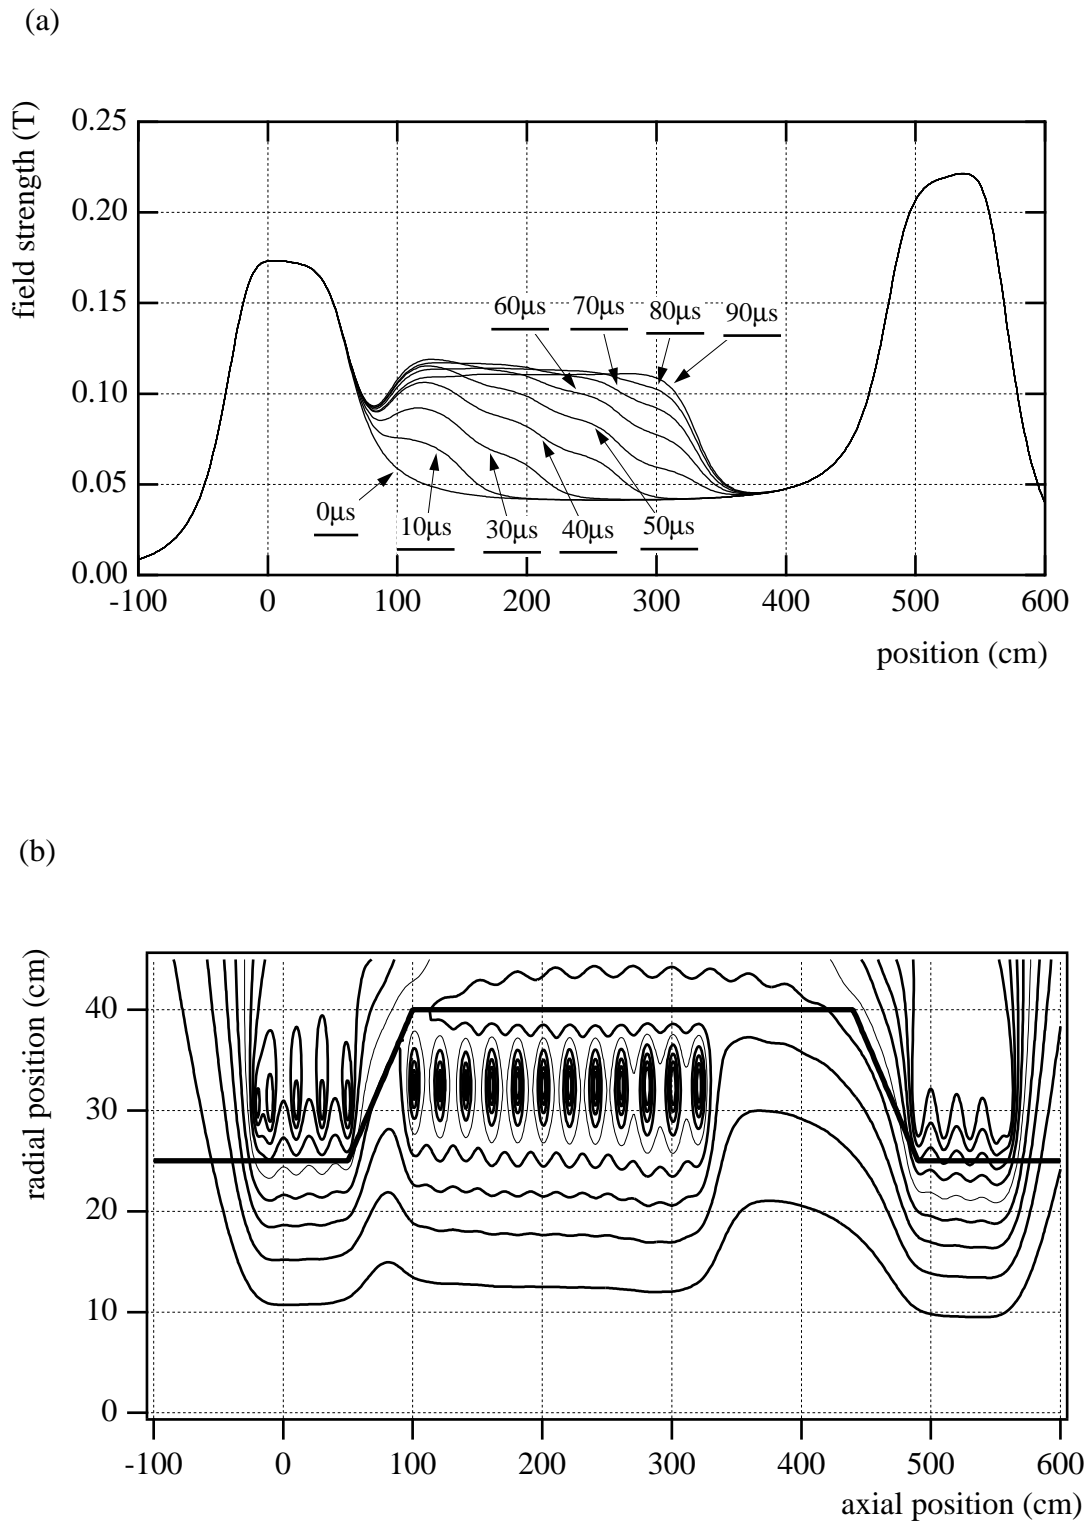 (a)
field strength (T)
0.25
0.20
0.15
0.10
0.05
0.00
60µs
70µs
80µs
90µs
0µs
10µs
30µs
40µs
50µs
-100 0 100 200 300 400 500 600
position (cm)
(b)
radial position (cm)
40
30
20
10
0
-100 0 100 200 300 400 500 600
axial position (cm)